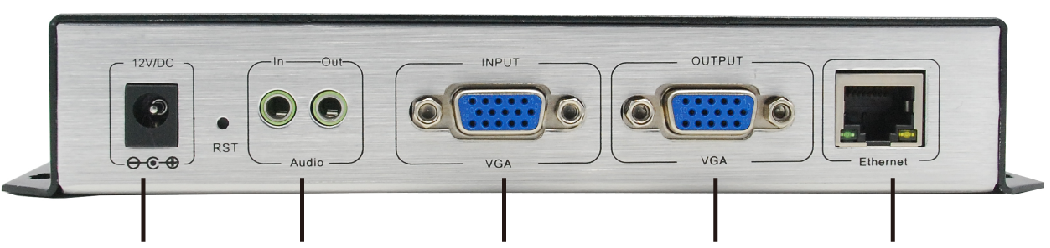 12V/DC
RST
In Out
Audio
INPUT
VGA
OUTPUT
VGA
Ethernet